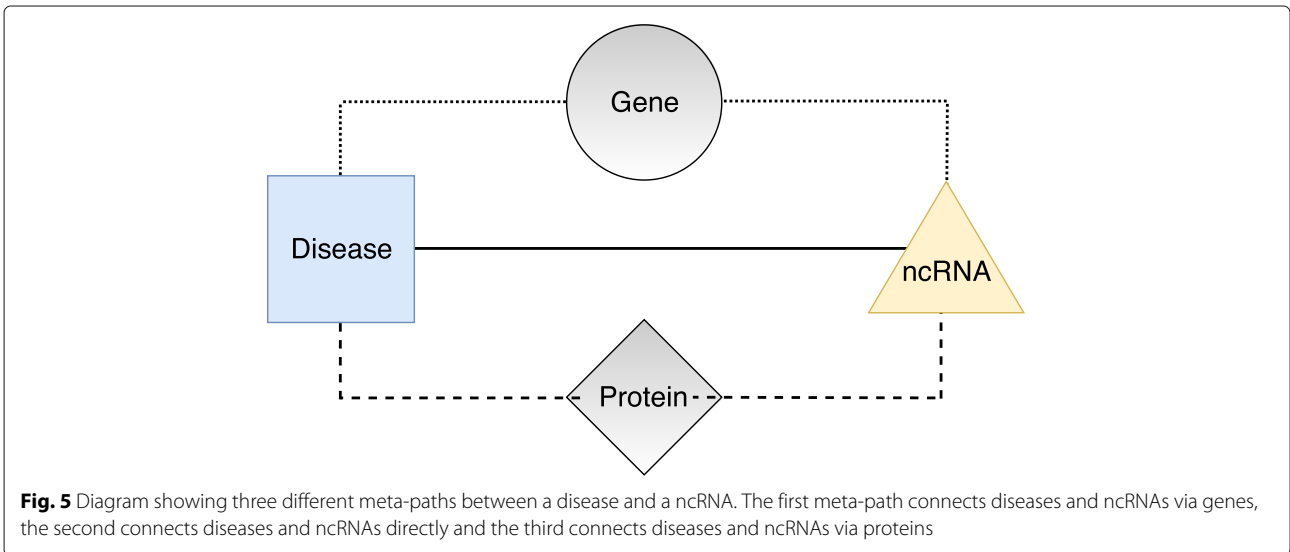 Gene
Disease
ncRNA
Protein
Fig. 5 Diagram showing three different meta-paths between a disease and a ncRNA. The first meta-path connects diseases and ncRNAs via genes,
the second connects diseases and ncRNAs directly and the third connects diseases and ncRNAs via proteins